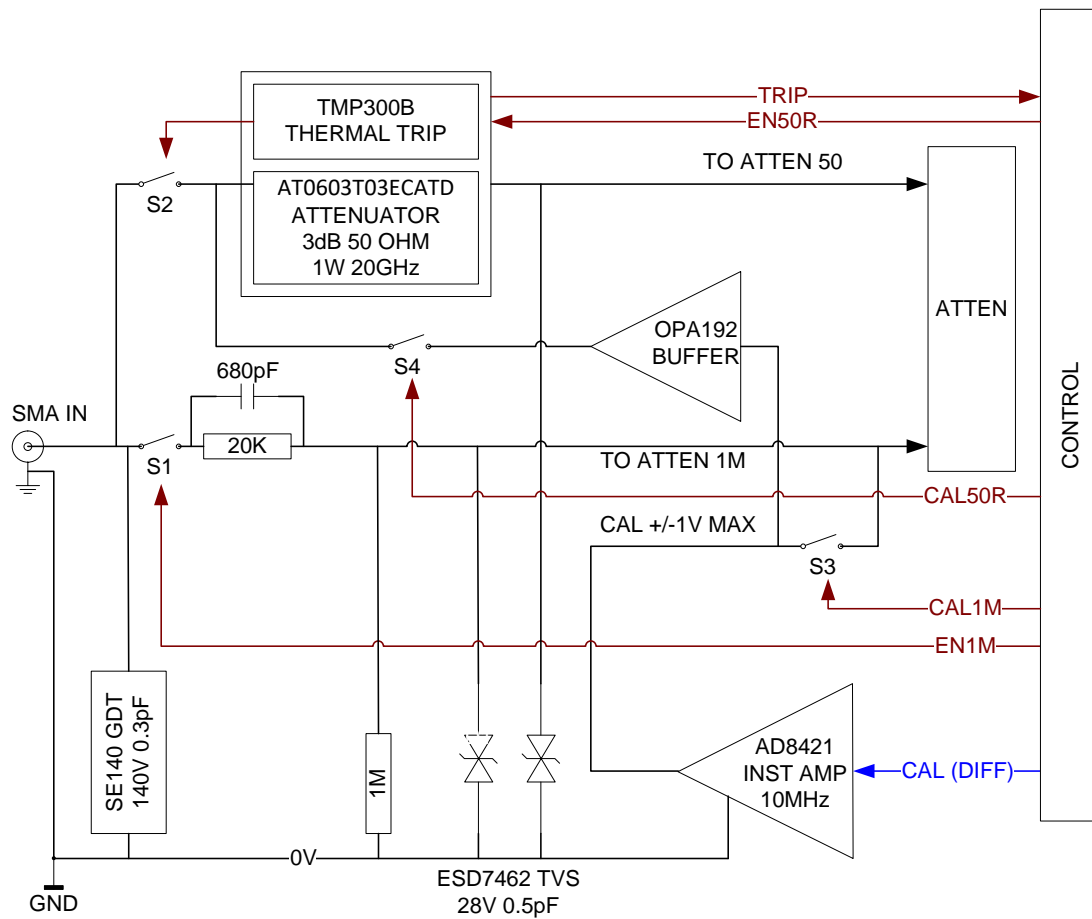 TMP300B
THERMAL TRIP
TRIP
EN50R
TO ATTEN 50
S2
AT0603T03ECATD
ATTENUATOR
3dB 50 OHM
1W 20GHz
ATTEN
CONTROL
OPA192
BUFFER
S4
680pF
SMA IN
20K
S1
TO ATTEN 1M
CAL50R
CAL +/-1V MAX
S3
CAL1M
EN1M
SE140 GDT
140V 0.3pF
1M
AD8421
INST AMP
10MHz
CAL (DIFF)
0V
GND
ESD7462 TVS
28V 0.5pF